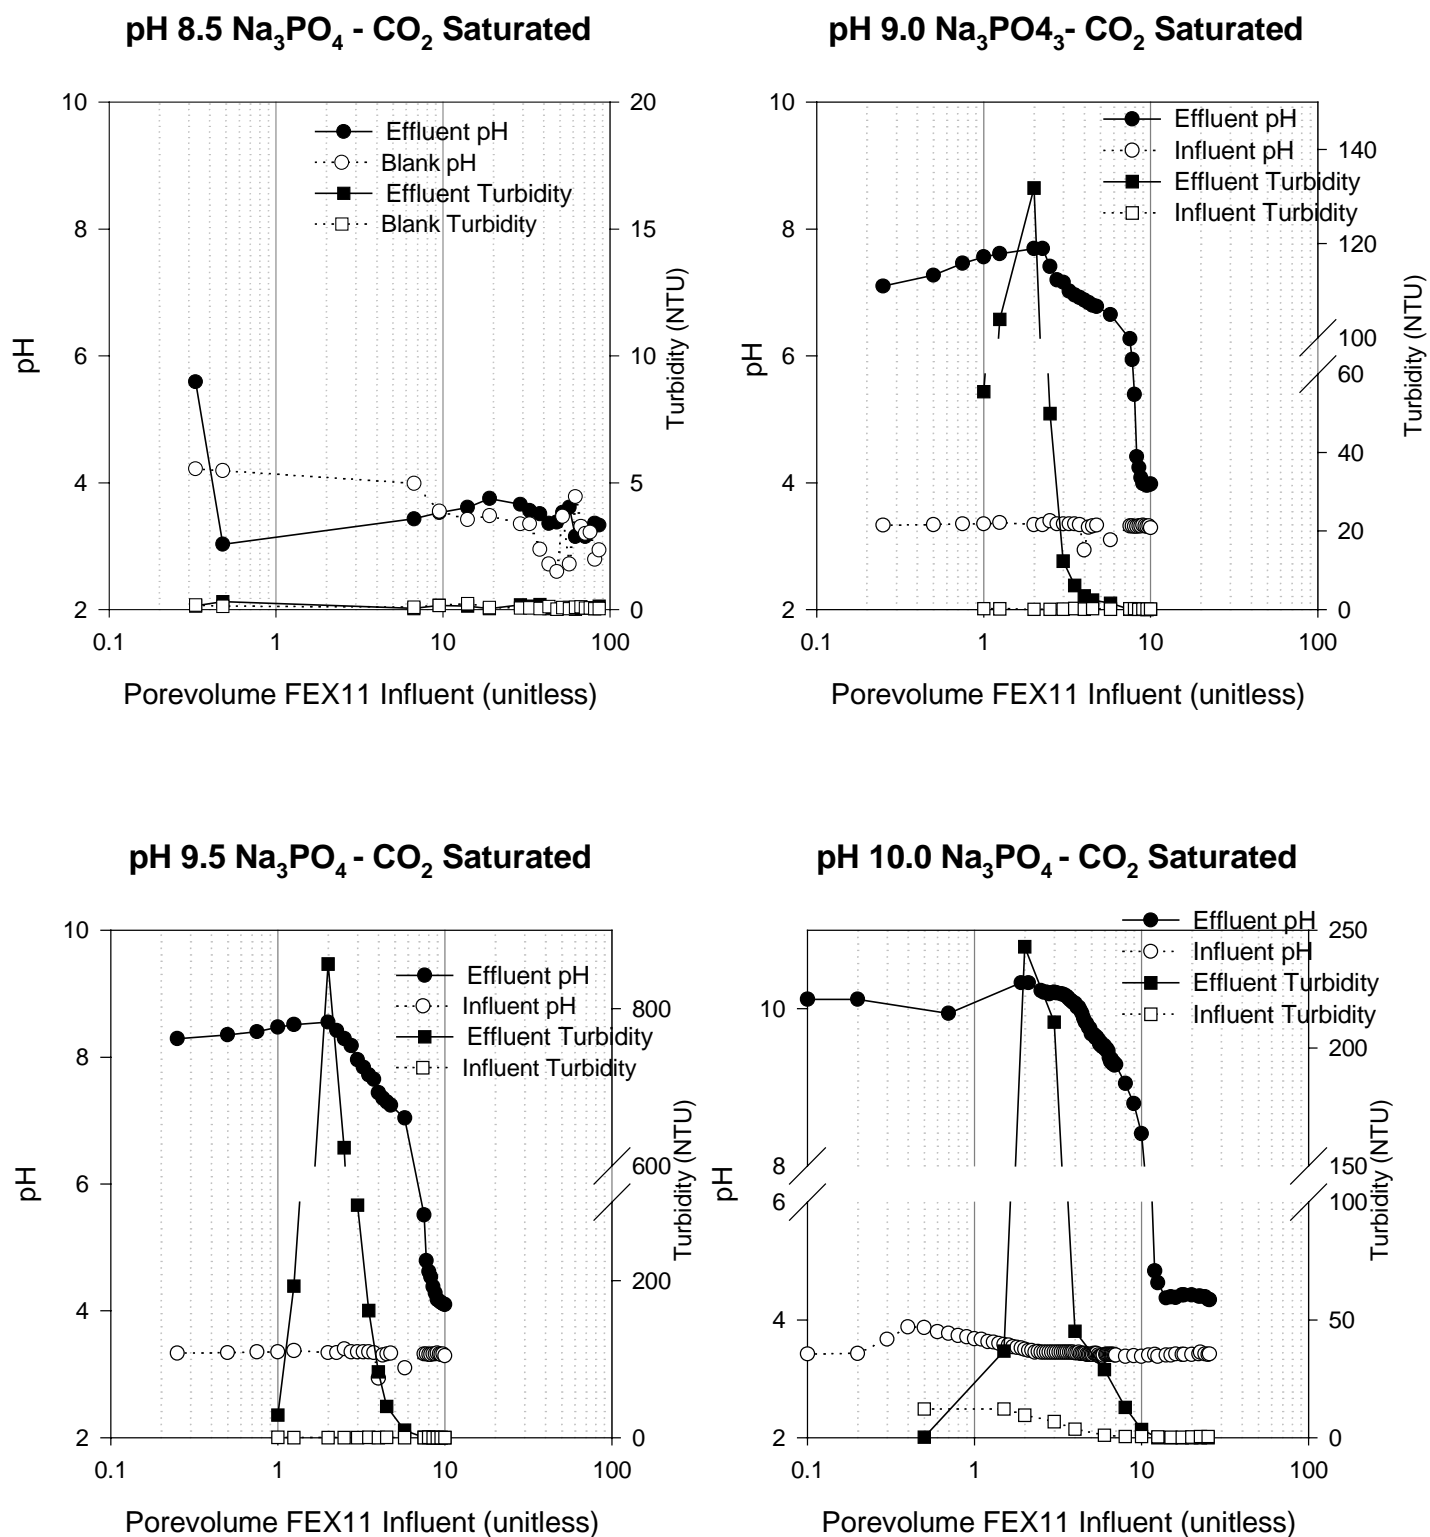 pH 8.5 Na3PO4 - CO2 Saturated
10
8
6
4
2
pH
20
15
10
5
0
Turbidity (NTU)
Effluent pH
Blank pH
Effluent Turbidity
Blank Turbidity
0.1 1 10 100
Porevolume FEX11 Influent (unitless)
pH 9.0 Na3PO43- CO2 Saturated
10
8
6
4
2
pH
140
120
100
60
40
20
0
Turbidity (NTU)
Effluent pH
Influent pH
Effluent Turbidity
Influent Turbidity
0.1 1 10 100
Porevolume FEX11 Influent (unitless)
pH 9.5 Na3PO4 - CO2 Saturated
10
8
6
4
2
pH
800
600
200
0
Turbidity (NTU)
Effluent pH
Influent pH
Effluent Turbidity
Influent Turbidity
0.1 1 10 100
Porevolume FEX11 Influent (unitless)
pH 10.0 Na3PO4 - CO2 Saturated
10
8
6
4
2
pH
250
200
150
100
50
0
Turbidity (NTU)
Effluent pH
Influent pH
Effluent Turbidity
Influent Turbidity
0.1 1 10 100
Porevolume FEX11 Influent (unitless)